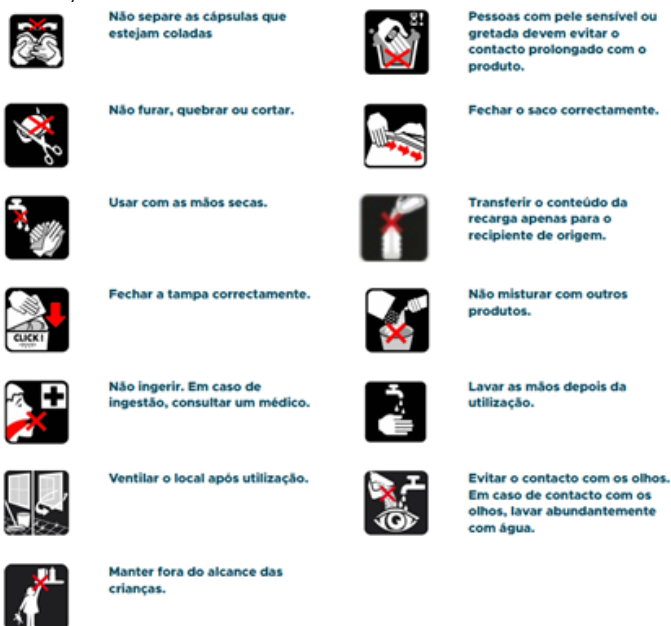 Não separe as cápsulas que
estejam coladas
Pessoas com pele sensível ou
gretada devem evitar o
contacto prolongado com o
produto.
Não furar, quebrar ou cortar.
Fechar o saco correctamente.
Usar com as mãos secas.
Transferir o conteúdo da
recarga apenas para o
recipiente de origem.
Fechar a tampa correctamente.
CLICK!
Não misturar com outros
produtos.
Não ingerir. Em caso de
ingestão, consultar um médico.
Lavar as mãos depois da
utilização.
Ventilar o local após utilização.
Evitar o contacto com os olhos.
Em caso de contacto com os
olhos, lavar abundantemente
com água.
Manter fora do alcance das
crianças.